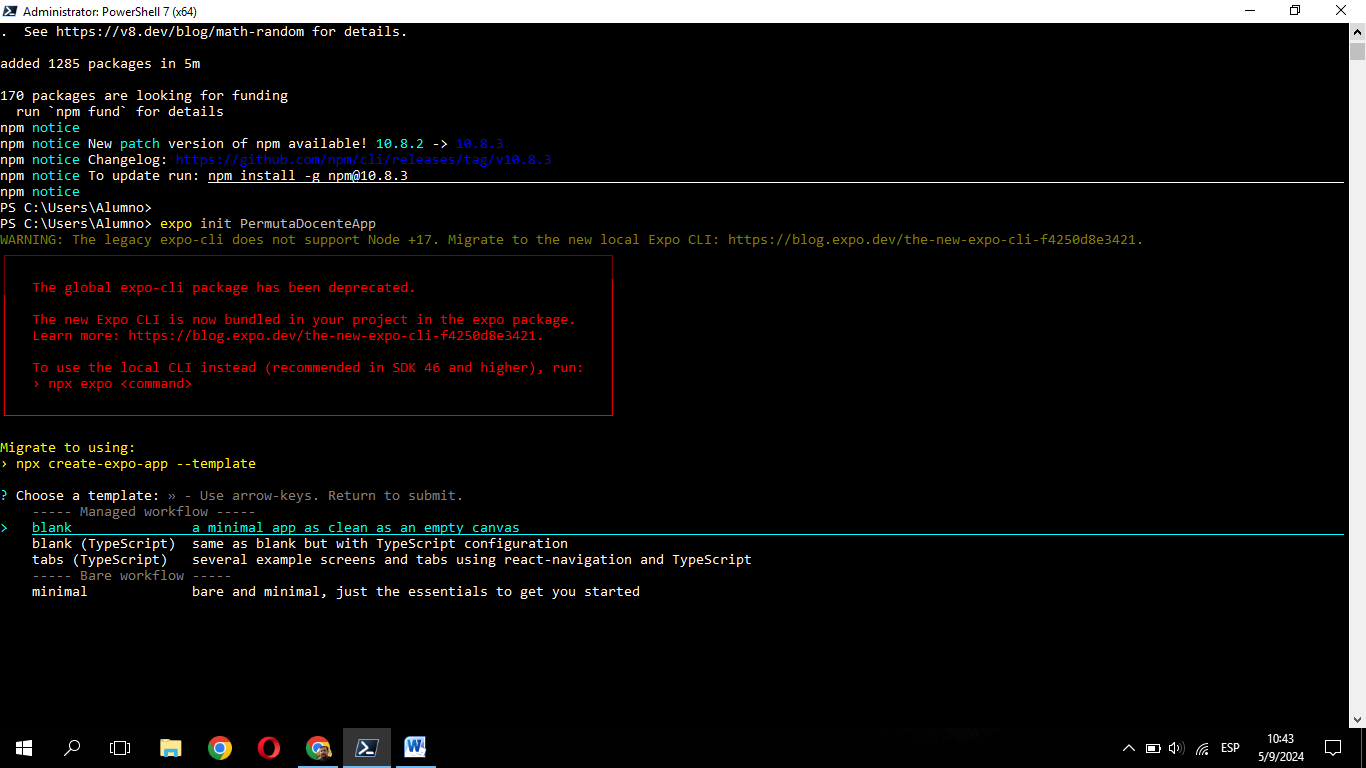 Administrator: PowerShell 7 (x64)
.  See https://v8.dev/blog/math-random for details.
added 1285 packages in 5m
170 packages are looking for funding
  run `npm fund` for details
npm notice
npm notice New patch version of npm available! 10.8.2 -> 10.8.3
npm notice Changelog: https://github.com/npm/cli/releases/tag/v10.8.3
npm notice To update run: npm install -g npm@10.8.3
npm notice
PS C:\Users\Alumno>
PS C:\Users\Alumno> expo init PermutaDocenteApp
WARNING: The legacy expo-cli does not support Node +17. Migrate to the new local Expo CLI: https://blog.expo.dev/the-new-expo-cli-f4250d8e3421.
The global expo-cli package has been deprecated.
The new Expo CLI is now bundled in your project in the expo package.
Learn more: https://blog.expo.dev/the-new-expo-cli-f4250d8e3421.
To use the local CLI instead (recommended in SDK 46 and higher), run:
› npx expo <command>
Migrate to using:
› npx create-expo-app --template
? Choose a template: » - Use arrow-keys. Return to submit.
    ----- Managed workflow -----
>   blank               a minimal app as clean as an empty canvas
    blank (TypeScript)  same as blank but with TypeScript configuration
    tabs (TypeScript)   several example screens and tabs using react-navigation and TypeScript
    ----- Bare workflow -----
    minimal             bare and minimal, just the essentials to get you started
ESP
10:43
5/9/2024